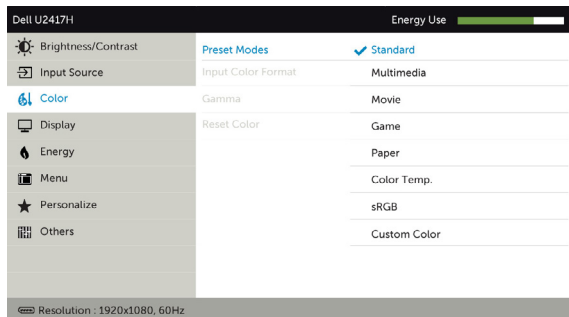 Dell U2417H
Energy Use
Brightness/Contrast
Input Source
Color
Display
Energy
Menu
Personalize
Others
Preset Modes
Input Color Format
Gamma
Reset Color
Standard
Multimedia
Movie
Game
Paper
Color Temp.
sRGB
Custom Color
Resolution : 1920x1080, 60Hz